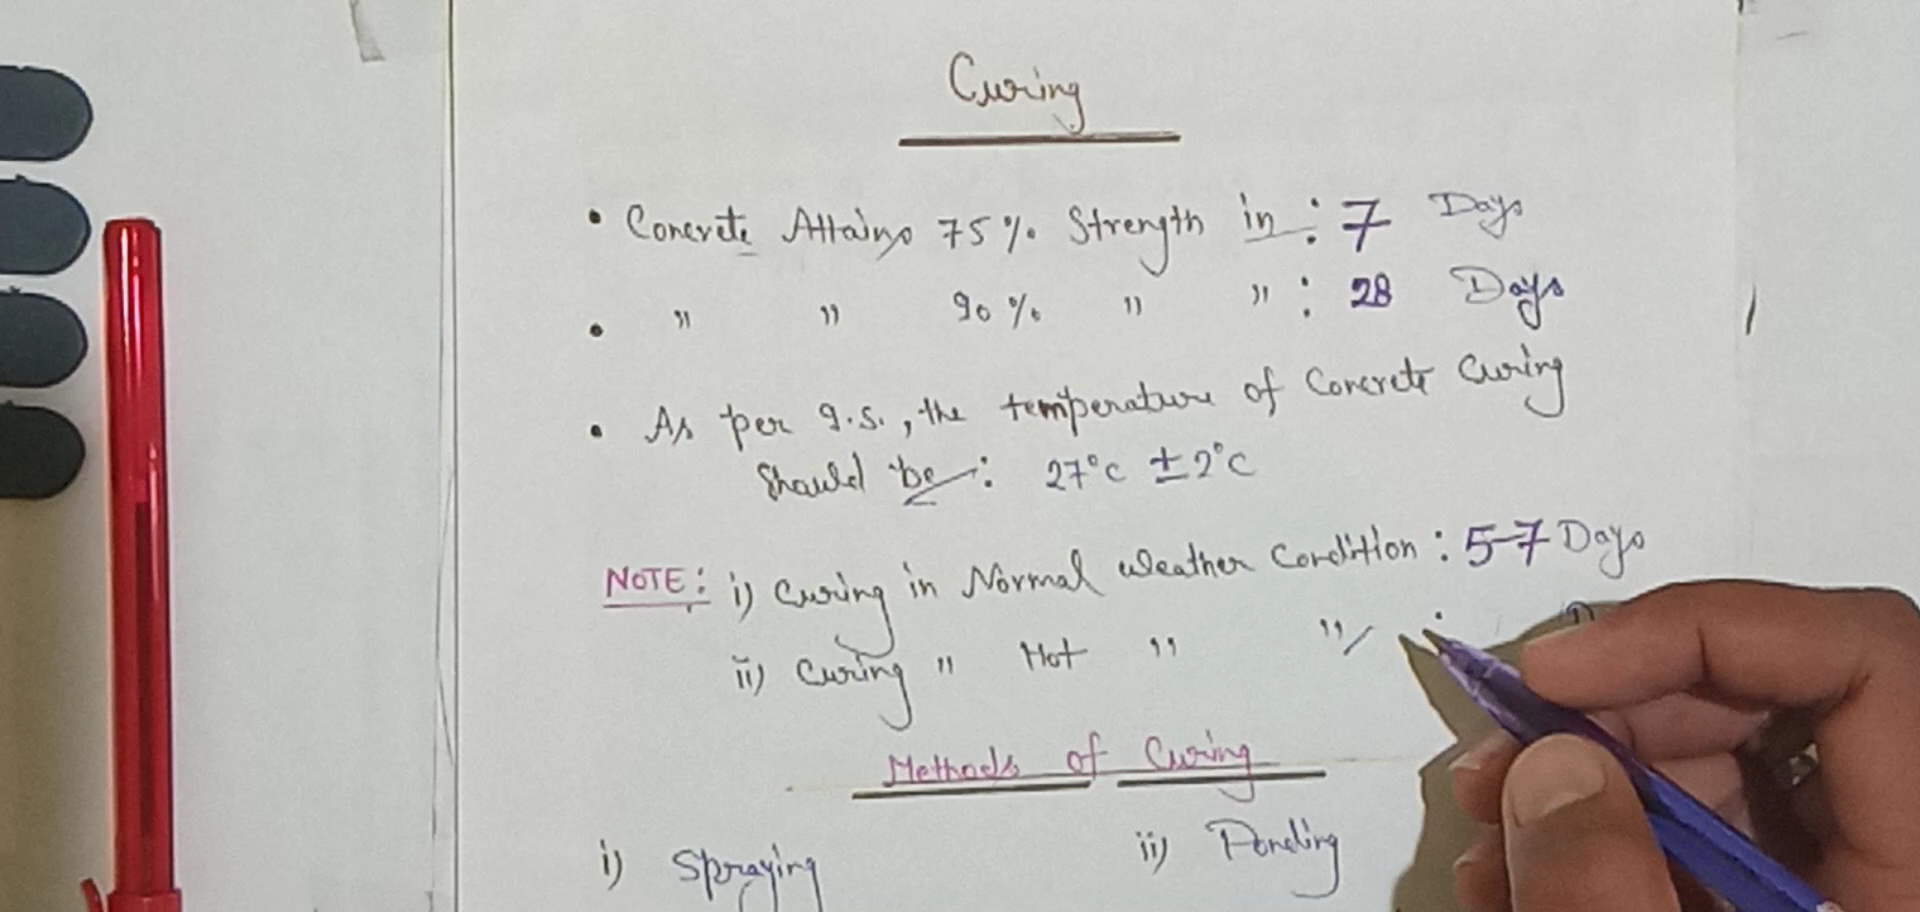 Curing
• Concrete Attains 75% Strength in : 7 Days
• " " 90% " " : 28 Days
• As per I.S., the temperature of Concrete Curing
Should be : 27°C ± 2°C
NOTE : i) Curing in Normal Weather Condition : 5-7 Days
ii) Curing " Hot " " :
Methods of Curing
i) Spraying
ii) Ponding